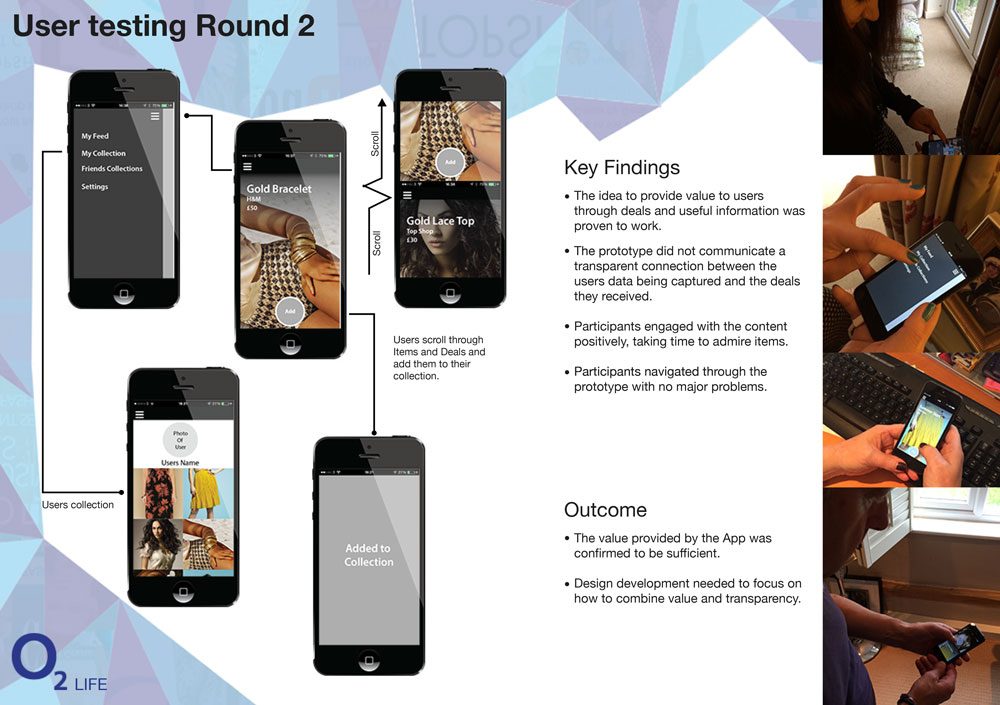 User testing Round 2
My Feed
My Collection
Friends Collections
Settings
Gold Bracelet
H&M
£50
Add
Scroll
Scroll
Add
Gold Lace Top
Top Shop
£30
Users scroll through
Items and Deals and
add them to their
collection.
Photo
Of
User
Users Name
Users collection
Added to
Collection
Key Findings
• The idea to provide value to users
through deals and useful information was
proven to work.
• The prototype did not communicate a
transparent connection between the
users data being captured and the deals
they received.
• Participants engaged with the content
positively, taking time to admire items.
• Participants navigated through the
prototype with no major problems.
Outcome
• The value provided by the App was
confirmed to be sufficient.
• Design development needed to focus on
how to combine value and transparency.
My Feed
My Collection
O2 LIFE